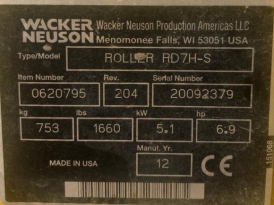 WACKER NEUSON Wacker Neuson Production Americas LLC
Menomonee Falls, WI 53051 USA
Type/Model ROLLER RD7H-S
Item Number Rev. Serial Number
0620795 204 20092379
kg lbs kW hp.
753 1660 5.1 6.9
Manuf. Yr.
MADE IN USA 12 CE
151068